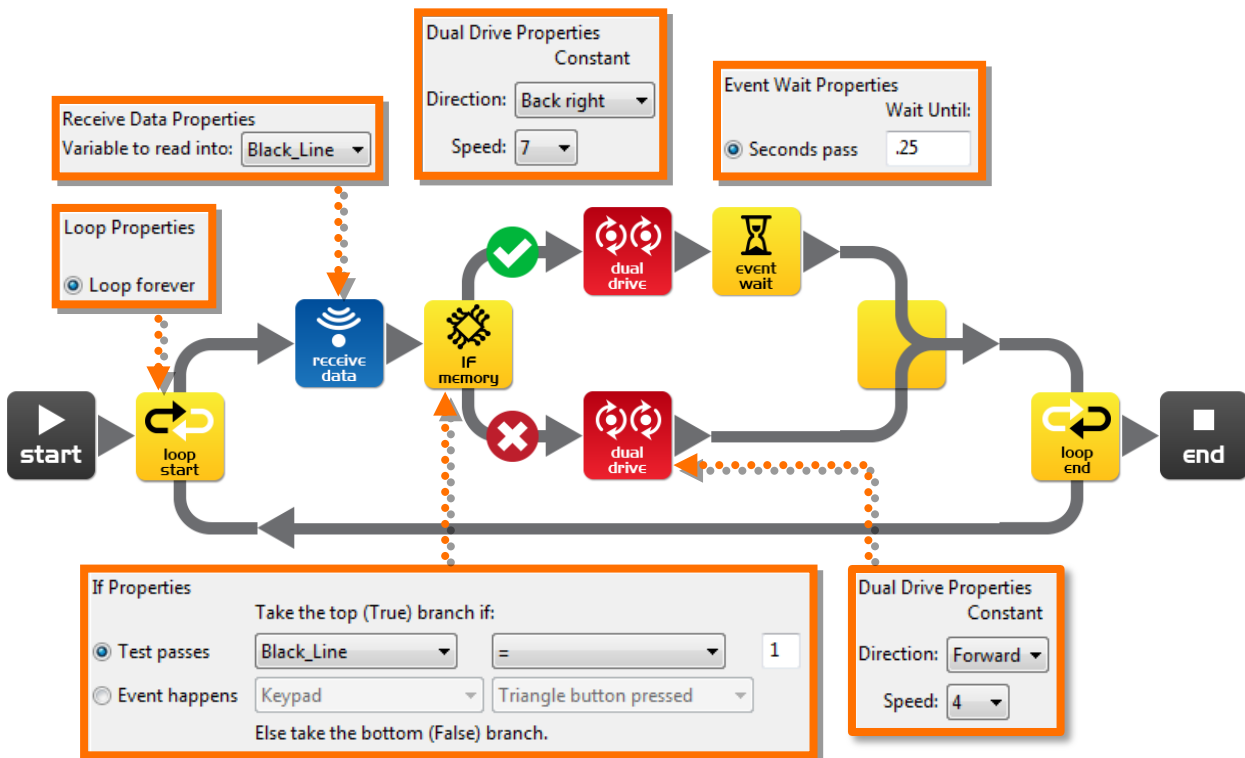 Dual Drive Properties
Constant
Direction: Back right
Speed: 7
Event Wait Properties
Wait Until:
Seconds pass .25
Receive Data Properties
Variable to read into: Black_Line
Loop Properties
Loop forever
dual
drive
event
wait
receive
data
IF
memory
start
loop
start
dual
drive
loop
end
end
If Properties
Take the top (True) branch if:
Test passes Black_Line = 1
Event happens Keypad Triangle button pressed
Else take the bottom (False) branch.
Dual Drive Properties
Constant
Direction: Forward
Speed: 4